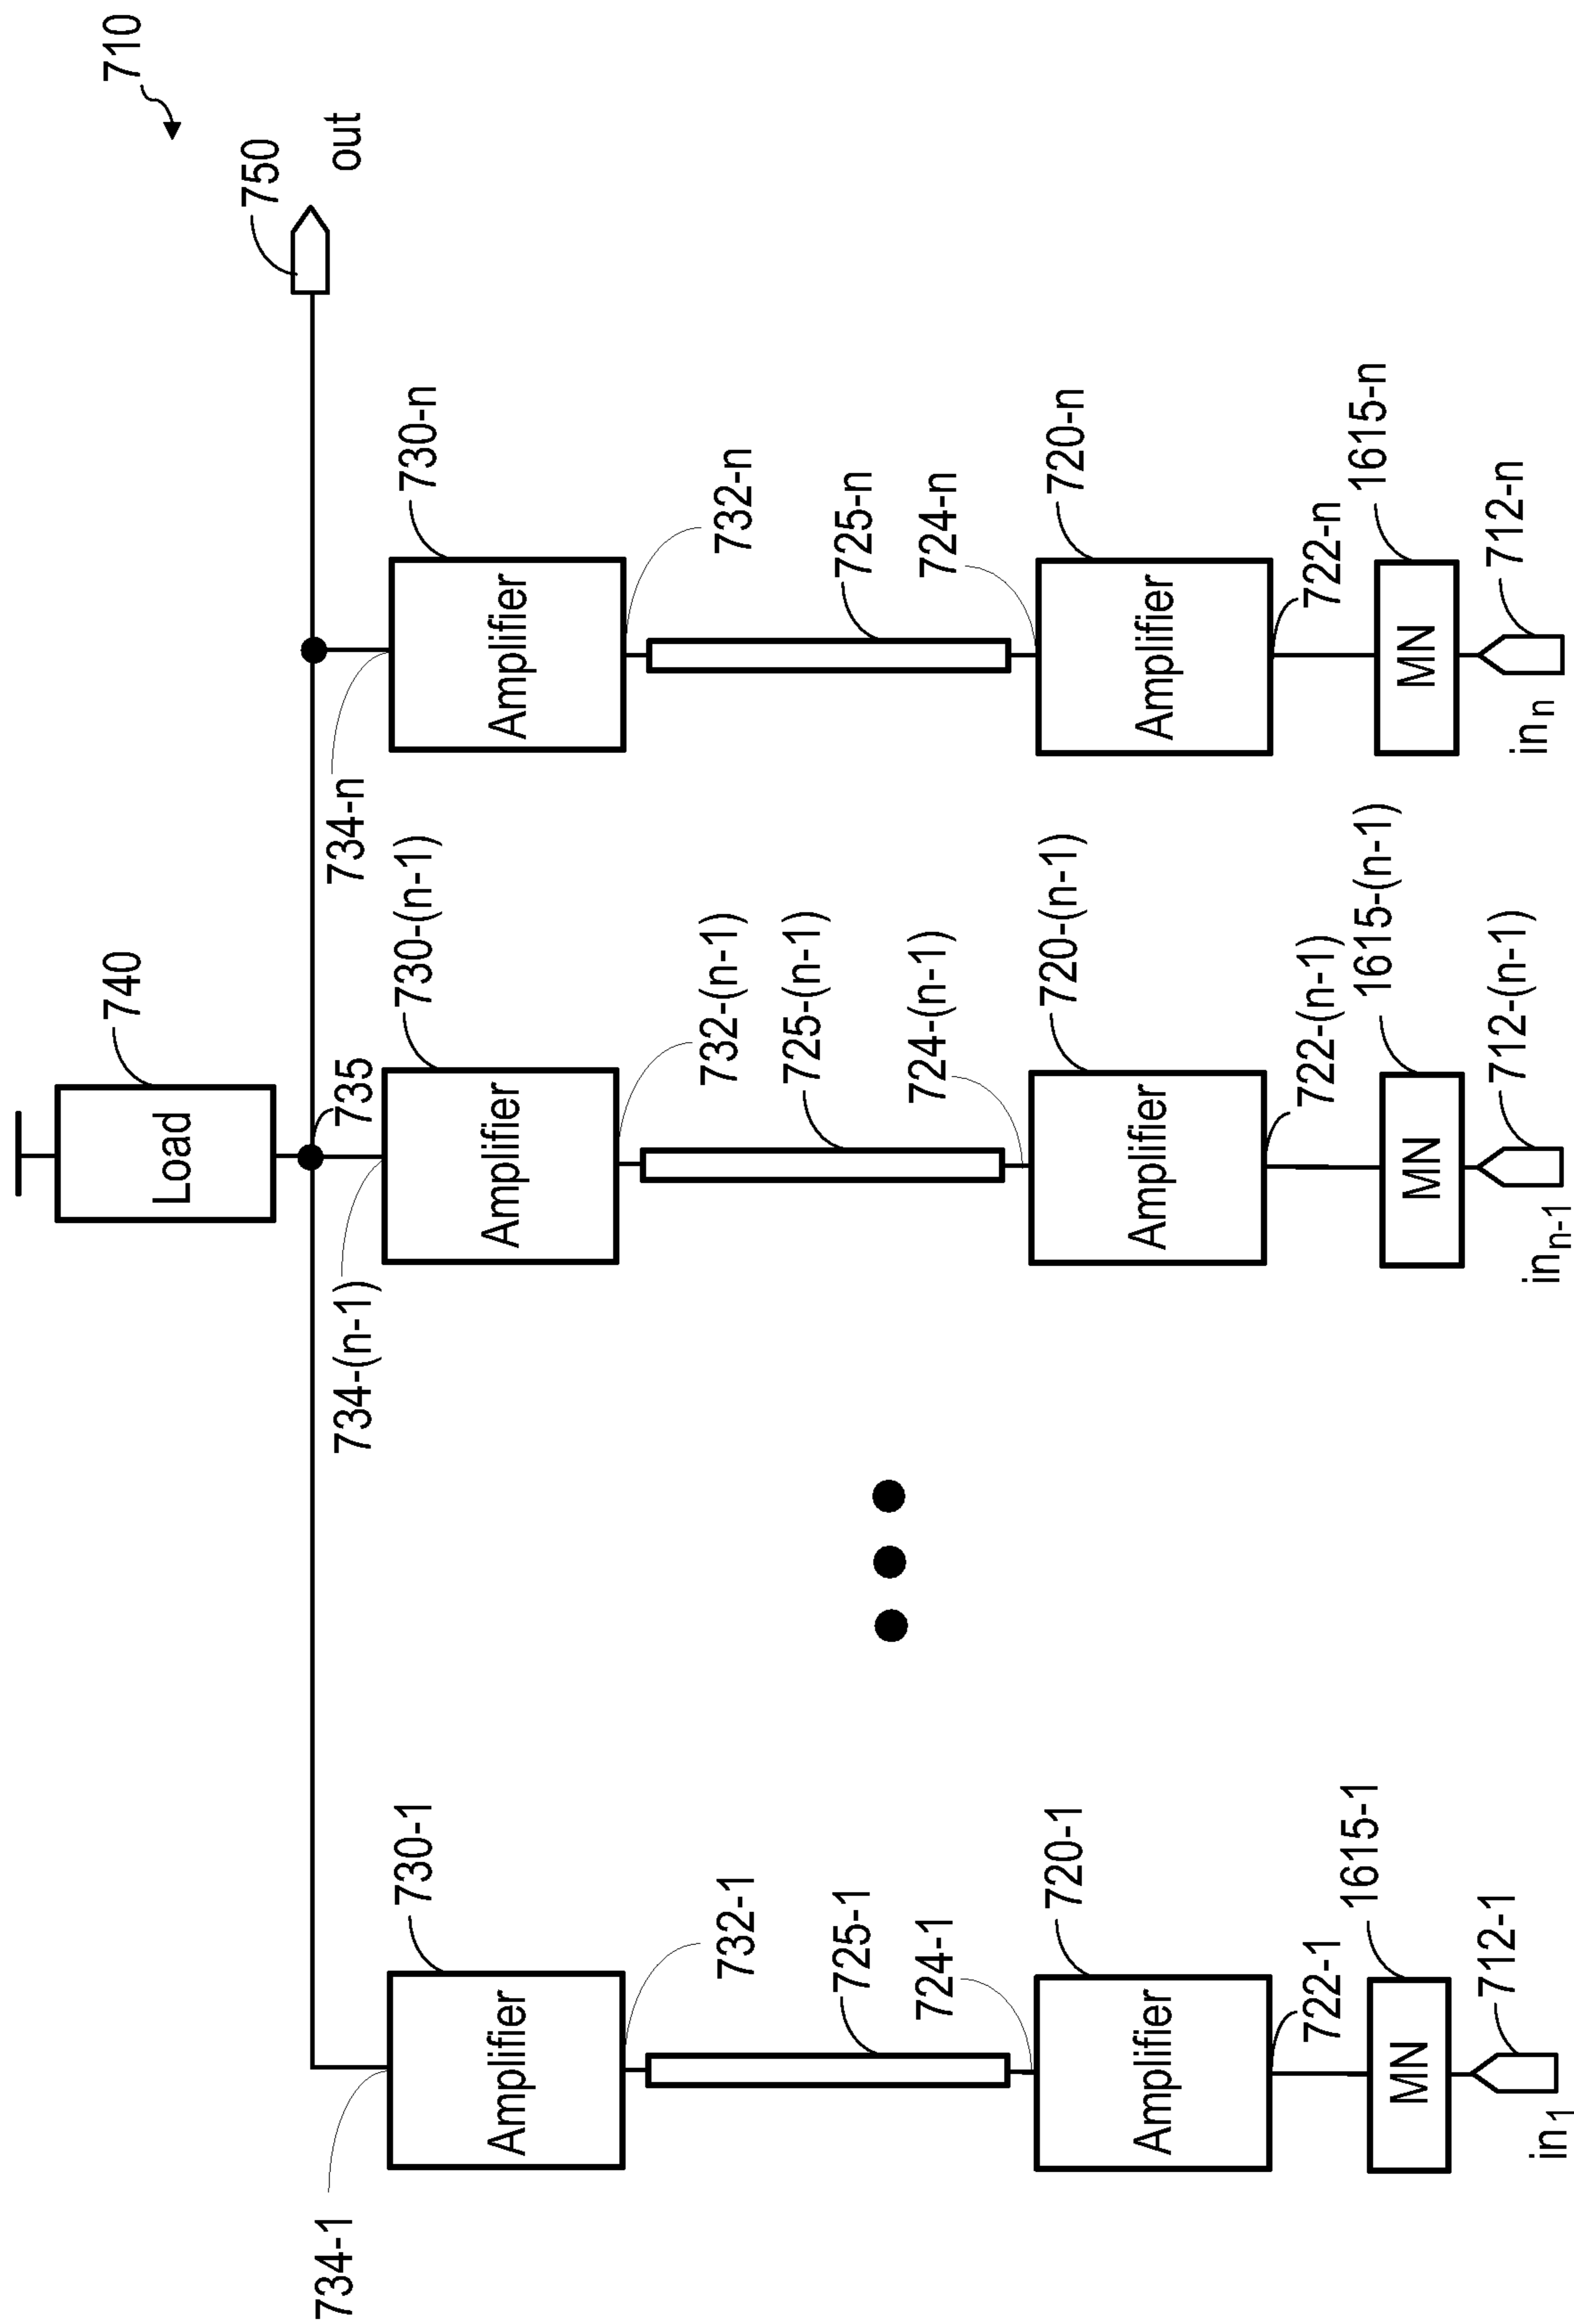 710
750
out
740
Load
735
734-1
734-(n-1)
734-n
730-1
730-(n-1)
730-n
Amplifier
Amplifier
Amplifier
732-1
732-(n-1)
732-n
725-1
725-(n-1)
725-n
724-1
724-(n-1)
724-n
720-1
720-(n-1)
720-n
Amplifier
Amplifier
Amplifier
722-1
722-(n-1)
722-n
1615-1
1615-(n-1)
1615-n
MN
MN
MN
712-1
712-(n-1)
712-n
in1
inn-1
inn